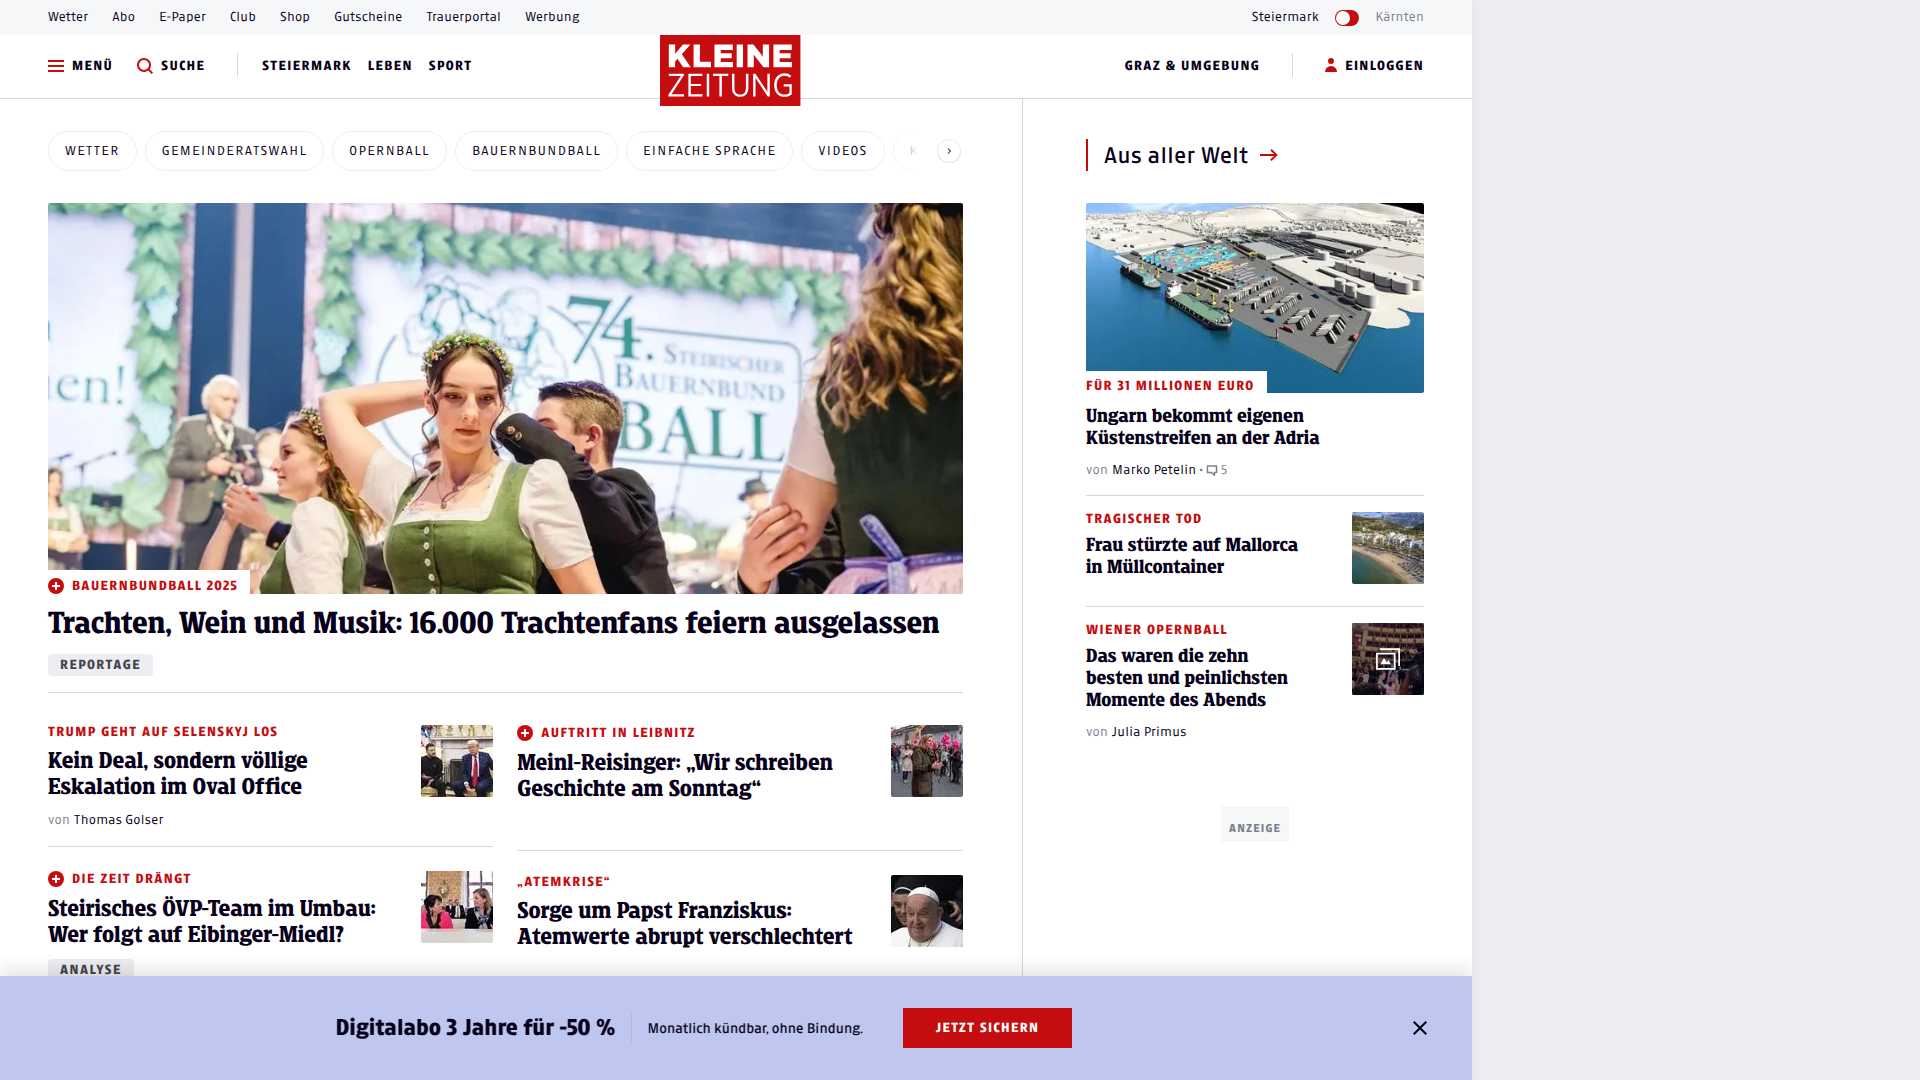 Wetter Abo E-Paper Club Shop Gutscheine Trauerportal Werbung Steiermark Kärnten
MENÜ SUCHE STEIERMARK LEBEN SPORT KLEINE ZEITUNG GRAZ & UMGEBUNG EINLOGGEN
WETTER GEMEINDERATSWAHL OPERNBALL BAUERNBUNDBALL EINFACHE SPRACHE VIDEOS K
en!
74. STEIRISCHER
BAUERNBUND
BALL
BAUERNBUNDBALL 2025
Trachten, Wein und Musik: 16.000 Trachtenfans feiern ausgelassen
REPORTAGE
TRUMP GEHT AUF SELENSKYJ LOS
Kein Deal, sondern völlige
Eskalation im Oval Office
von Thomas Golser
AUFTRITT IN LEIBNITZ
Meinl-Reisinger: „Wir schreiben
Geschichte am Sonntag“
DIE ZEIT DRÄNGT
Steirisches ÖVP-Team im Umbau:
Wer folgt auf Eibinger-Miedl?
ANALYSE
„ATEMKRISE“
Sorge um Papst Franziskus:
Atemwerte abrupt verschlechtert
Aus aller Welt
FÜR 31 MILLIONEN EURO
Ungarn bekommt eigenen
Küstenstreifen an der Adria
von Marko Petelin · 5
TRAGISCHER TOD
Frau stürzte auf Mallorca
in Müllcontainer
WIENER OPERNBALL
Das waren die zehn
besten und peinlichsten
Momente des Abends
von Julia Primus
ANZEIGE
Digitalabo 3 Jahre für -50 % Monatlich kündbar, ohne Bindung. JETZT SICHERN